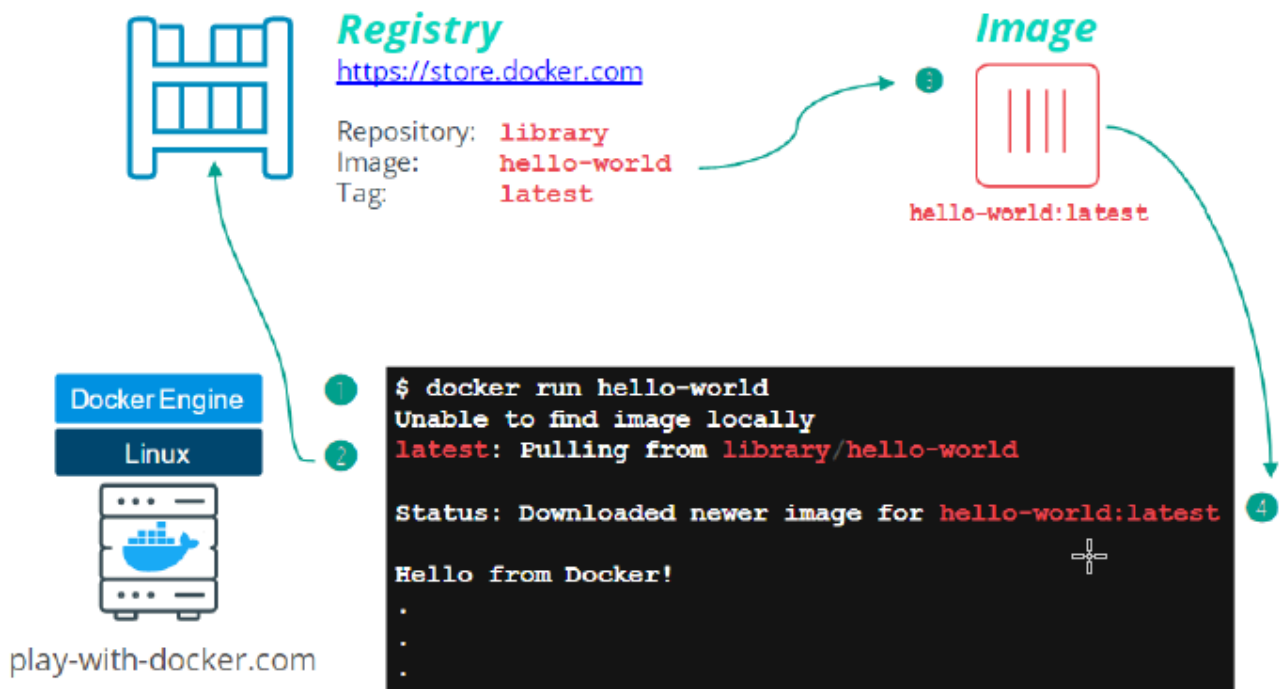 Registry
https://store.docker.com
Repository: library
Image: hello-world
Tag: latest
Image
3
hello-world:latest
Docker Engine
Linux
play-with-docker.com
1
2
$ docker run hello-world
Unable to find image locally
latest: Pulling from library/hello-world
Status: Downloaded newer image for hello-world:latest
4
Hello from Docker!
.
.
.